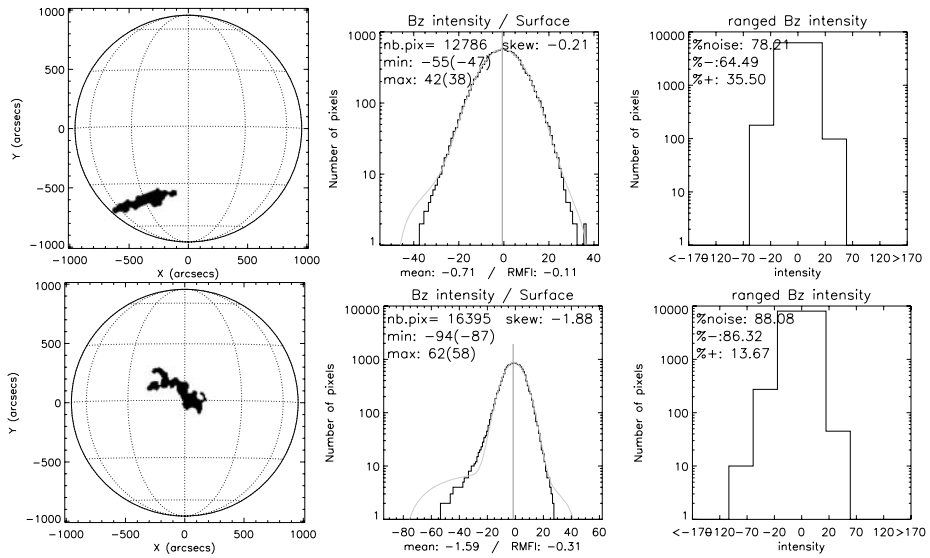 Bz intensity / Surface
ranged Bz intensity
1000
500
0
−500
−1000
Y (arcsecs)
−1000 −500 0 500 1000
X (arcsecs)
1000
100
10
1
Number of pixels
nb.pix= 12786 skew: −0.21
min: −55(−47)
max: 42(38)
−40 −20 0 20 40
mean: −0.71 / RMFI: −0.11
10000
1000
100
10
1
Number of pixels
%noise: 78.21
%−:64.49
%+: 35.50
<−170−120 −70 −20 20 70 120>170
intensity
Bz intensity / Surface
ranged Bz intensity
1000
500
0
−500
−1000
Y (arcsecs)
−1000 −500 0 500 1000
X (arcsecs)
10000
1000
100
10
1
Number of pixels
nb.pix= 16395 skew: −1.88
min: −94(−87)
max: 62(58)
−80 −60 −40 −20 0 20 40 60
mean: −1.59 / RMFI: −0.31
10000
1000
100
10
1
Number of pixels
%noise: 88.08
%−:86.32
%+: 13.67
<−170−120 −70 −20 20 70 120>170
intensity